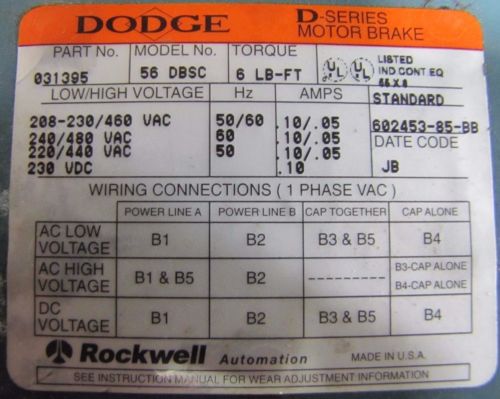 DODGE D-SERIES MOTOR BRAKE
PART No. MODEL No. TORQUE
031395 56 DBSC 6 LB-FT UL UL LISTED IND CONT EQ
LOW/HIGH VOLTAGE Hz AMPS STANDARD
208-230/460 VAC 50/60 .10/.05 602453-85-BB
240/480 VAC 60 .10/.05 DATE CODE
220/440 VAC 50 .10/.05
230 VDC .10 JB
WIRING CONNECTIONS ( 1 PHASE VAC )
POWER LINE A POWER LINE B CAP TOGETHER CAP ALONE
AC LOW VOLTAGE B1 B2 B3 & B5 B4
AC HIGH VOLTAGE B1 & B5 B2 --------- B3-CAP ALONE B4-CAP ALONE
DC VOLTAGE B1 B2 B3 & B5 B4
Rockwell Automation MADE IN U.S.A.
SEE INSTRUCTION MANUAL FOR WEAR ADJUSTMENT INFORMATION